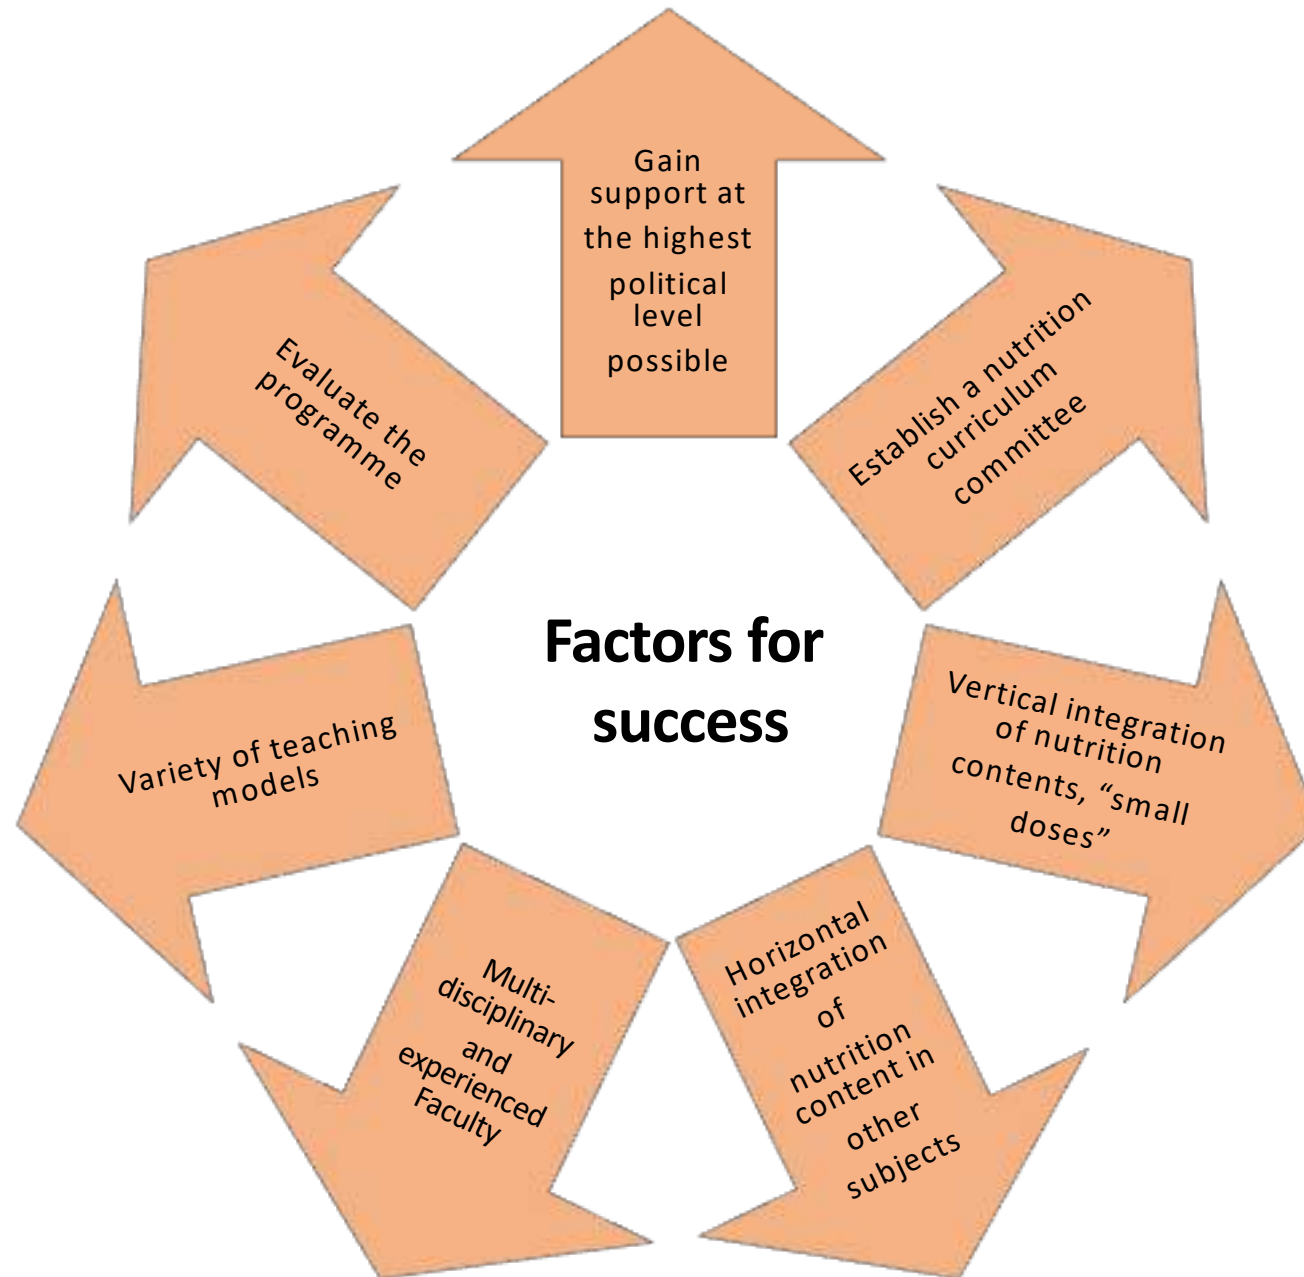 Gain
support at
the highest
political
level
possible
Establish a nutrition
curriculum
committee
Vertical integration
of nutrition
contents, “small
doses”
Horizontal
integration
of
nutrition
content in
other
subjects
Multi-
disciplinary
and
experienced
Faculty
Variety of teaching
models
Evaluate the
programme
Factors for
success